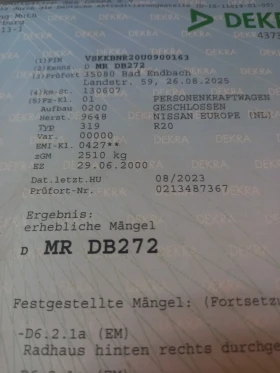 DEKRA
(1)FIN VSKKBNR20U0900163
(2)Kennz. D MR DB272
(3)Prüfort 35080 Bad Endbach
Landstr. 59, 26.08.2025
(4)Km-St. 130607
(5)Fz-Kl. 01 PERSONENKRAFTWAGEN
Aufbau 0200 GESCHLOSSEN
Herst. 9648 NISSAN EUROPE (NL)
Typ 319 R20
Var. 00000
EMI-Kl. 0427**
zGM 2510 kg
EZ 29.06.2000
Dat.letzt.HU 08/2023
Prüfort-Nr. 0213487367
Ergebnis:
erhebliche Mängel
D MR DB272
Festgestellte Mängel: (Fortsetzu
-D6.2.1a (EM)
Radhaus hinten rechts durchge